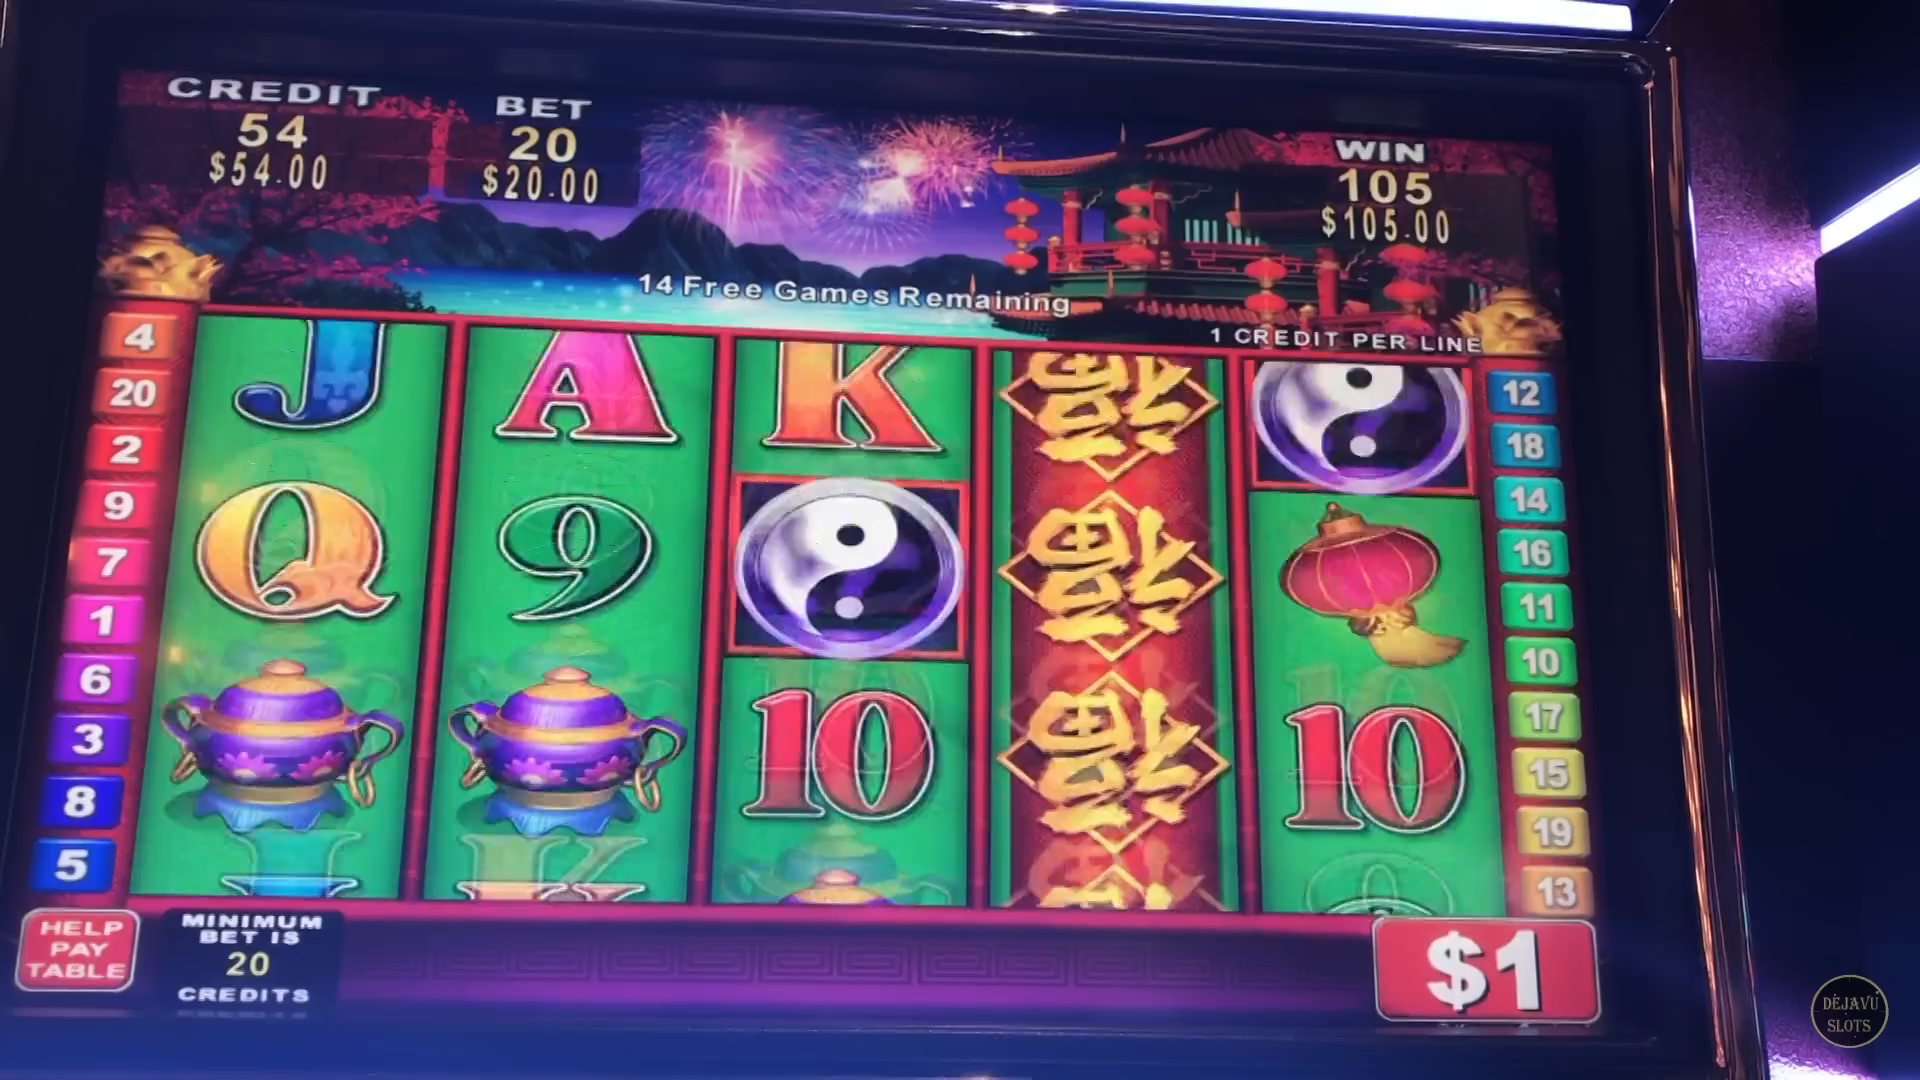 CREDIT
54
$54.00
BET
20
$20.00
WIN
105
$105.00
14 Free Games Remaining
1 CREDIT PER LINE
4
20
2
9
7
1
6
3
8
5
J
A
K
Q
9
10
10
12
18
14
16
11
10
17
15
19
13
HELP
PAY
TABLE
MINIMUM
BET IS
20
CREDITS
$1
DEJAVU
SLOTS